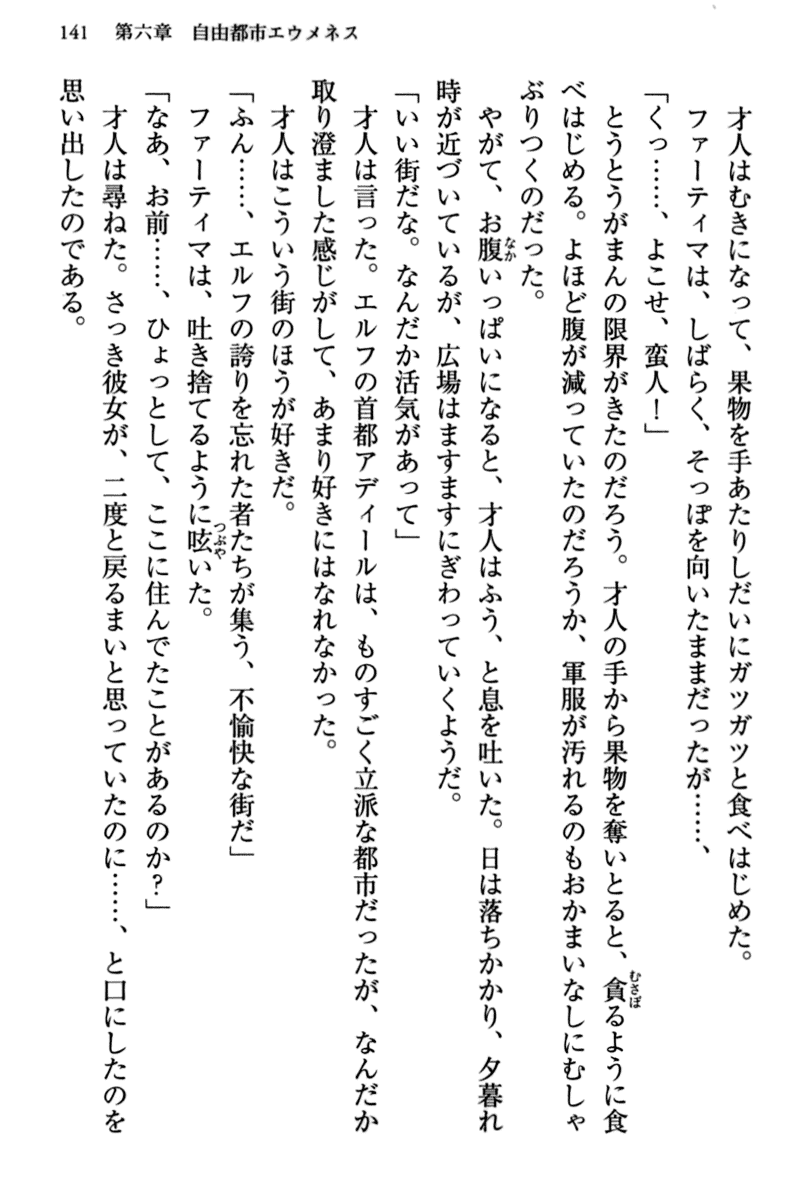 141 第六章 自由都市エウメネス
才人はむきになって、果物を手あたりしだいにガツガツと食べはじめた。
ファーティマは、しばらく、そっぽを向いたままだったが……、
「くっ……、よこせ、蛮人！」
とうとうがまんの限界がきたのだろう。才人の手から果物を奪いとると、貪るように食
べはじめる。よほど腹が減っていたのだろうか、軍服が汚れるのもおかまいなしにむしゃ
ぶりつくのだった。
やがて、お腹いっぱいになると、才人はふう、と息を吐いた。日は落ちかかり、夕暮れ
時が近づいているが、広場はますますにぎわっていくようだ。
「いい街だな。なんだか活気があって」
才人は言った。エルフの首都アディールは、ものすごく立派な都市だったが、なんだか
取り澄ました感じがして、あまり好きにはなれなかった。
才人はこういう街のほうが好きだ。
「ふん……、エルフの誇りを忘れた者たちが集う、不愉快な街だ」
ファーティマは、吐き捨てるように呟いた。
「なあ、お前……、ひょっとして、ここに住んでたことがあるのか？」
才人は尋ねた。さっき彼女が、二度と戻るまいと思っていたのに……、と口にしたのを
思い出したのである。